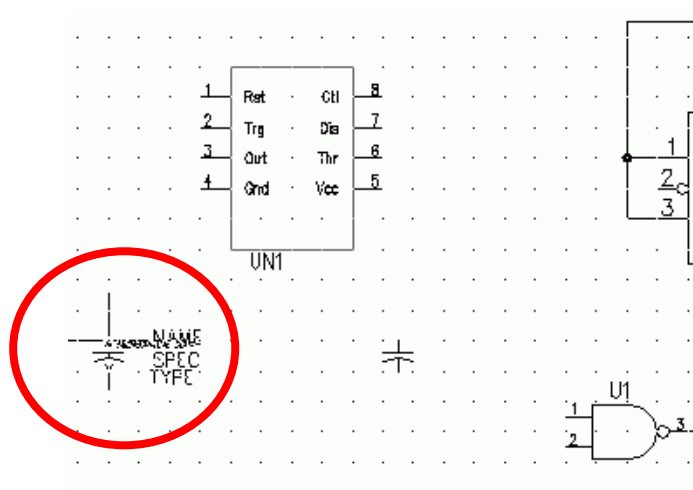 1 Rst Ctl 8
2 Trg Dis 7
3 Out Thr 6
4 Gnd Vcc 5
UN1
1
2
3
NAME
SPEC
TYPE
U1
1
2
3